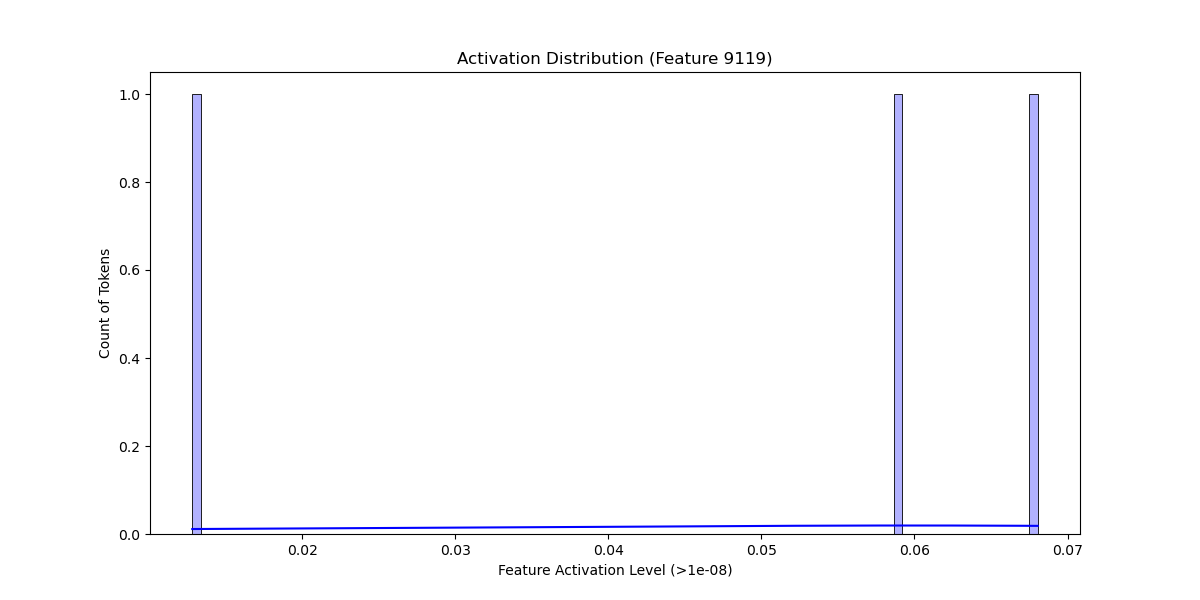 Activation Distribution (Feature 9119)
1.0
0.8
0.6
0.4
0.2
0.0
Count of Tokens
0.02 0.03 0.04 0.05 0.06 0.07
Feature Activation Level (>1e-08)